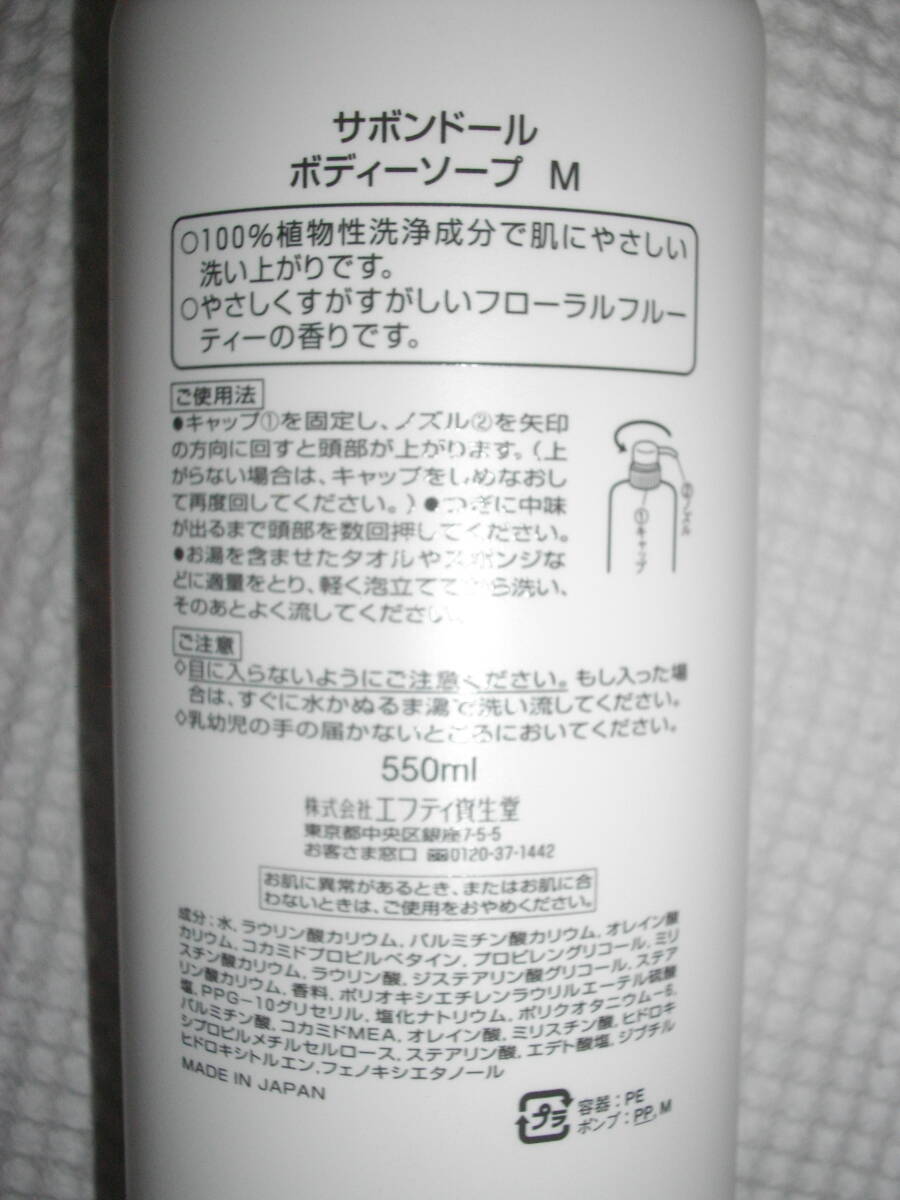 サボンドール
ボディーソープ M
○100%植物性洗浄成分で肌にやさしい
洗い上がりです。
○やさしくすがすがしいフローラルフルー
ティーの香りです。
ご使用法
●キャップ①を固定し、ノズル②を矢印
の方向に回すと頭部が上がります。(上
がらない場合は、キャップをしめなおし
て再度回してください。)●つぎに中味
が出るまで頭部を数回押してください。
●お湯を含ませたタオルやスポンジな
どに適量をとり、軽く泡立ててから洗い、
そのあとよく流してください。
①キャップ
②ノズル
ご注意
◇目に入らないようにご注意ください。もし入った場
合は、すぐに水かぬるま湯で洗い流してください。
◇乳幼児の手の届かないところにおいてください。
550ml
株式会社エフティ資生堂
東京都中央区銀座7-5-5
お客さま窓口 0120-37-1442
お肌に異常があるとき、またはお肌に合
わないときは、ご使用をおやめください。
成分:水、ラウリン酸カリウム、パルミチン酸カリウム、オレイン酸
カリウム、コカミドプロピルベタイン、プロピレングリコール、ミリ
スチン酸カリウム、ラウリン酸、ジステアリン酸グリコール、ステア
リン酸カリウム、香料、ポリオキシエチレンラウリルエーテル硫酸
塩、PPG-10グリセリル、塩化ナトリウム、ポリクオタニウム-6、
パルミチン酸、コカミドMEA、オレイン酸、ミリスチン酸、ヒドロキ
シプロピルメチルセルロース、ステアリン酸、エデト酸塩、ジブチル
ヒドロキシトルエン、フェノキシエタノール
MADE IN JAPAN
プラ
容器:PE
ポンプ:PP,M